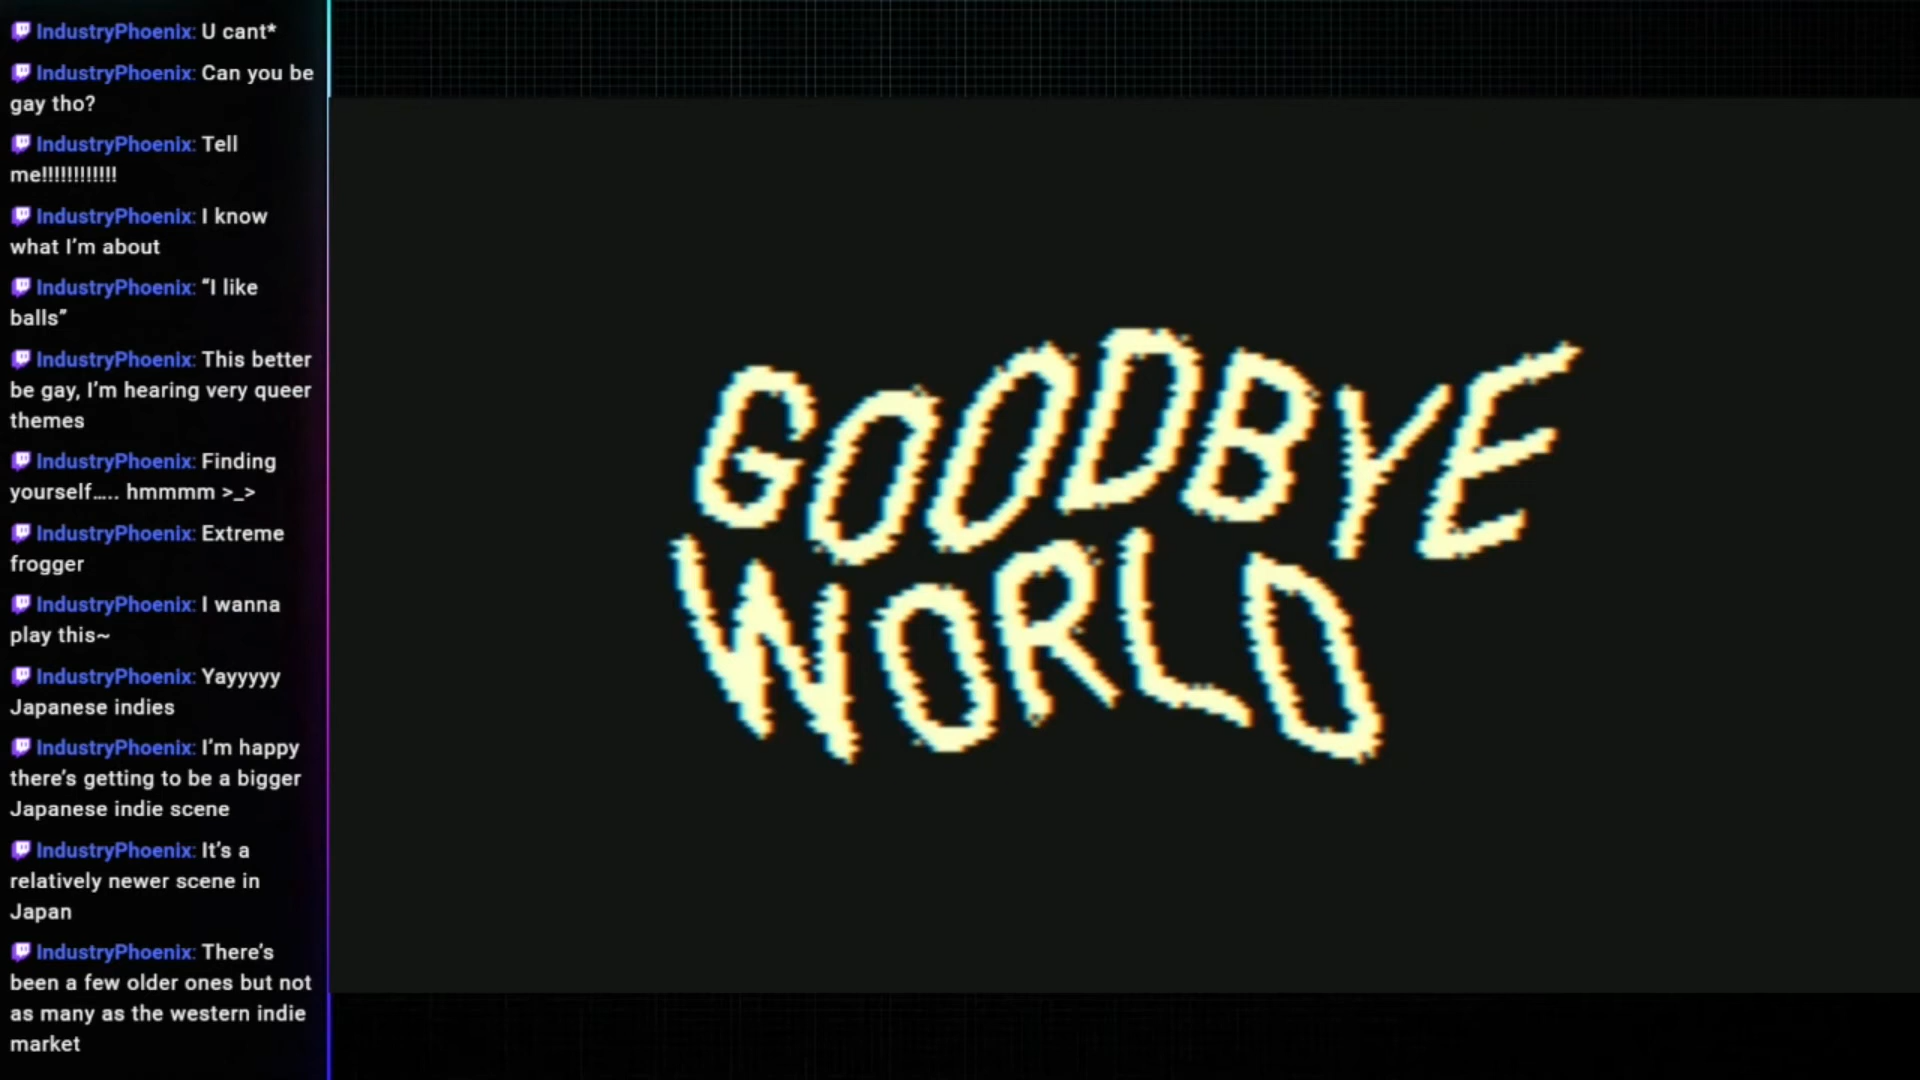 IndustryPhoenix: U cant*
IndustryPhoenix: Can you be
gay tho?
IndustryPhoenix: Tell
me!!!!!!!!!!!!
IndustryPhoenix: I know
what I’m about
IndustryPhoenix: “I like
balls”
IndustryPhoenix: This better
be gay, I’m hearing very queer
themes
IndustryPhoenix: Finding
yourself..... hmmmm >_>
IndustryPhoenix: Extreme
frogger
IndustryPhoenix: I wanna
play this~
IndustryPhoenix: Yayyyyy
Japanese indies
IndustryPhoenix: I’m happy
there’s getting to be a bigger
Japanese indie scene
IndustryPhoenix: It’s a
relatively newer scene in
Japan
IndustryPhoenix: There’s
been a few older ones but not
as many as the western indie
market
GOODBYE
WORLD